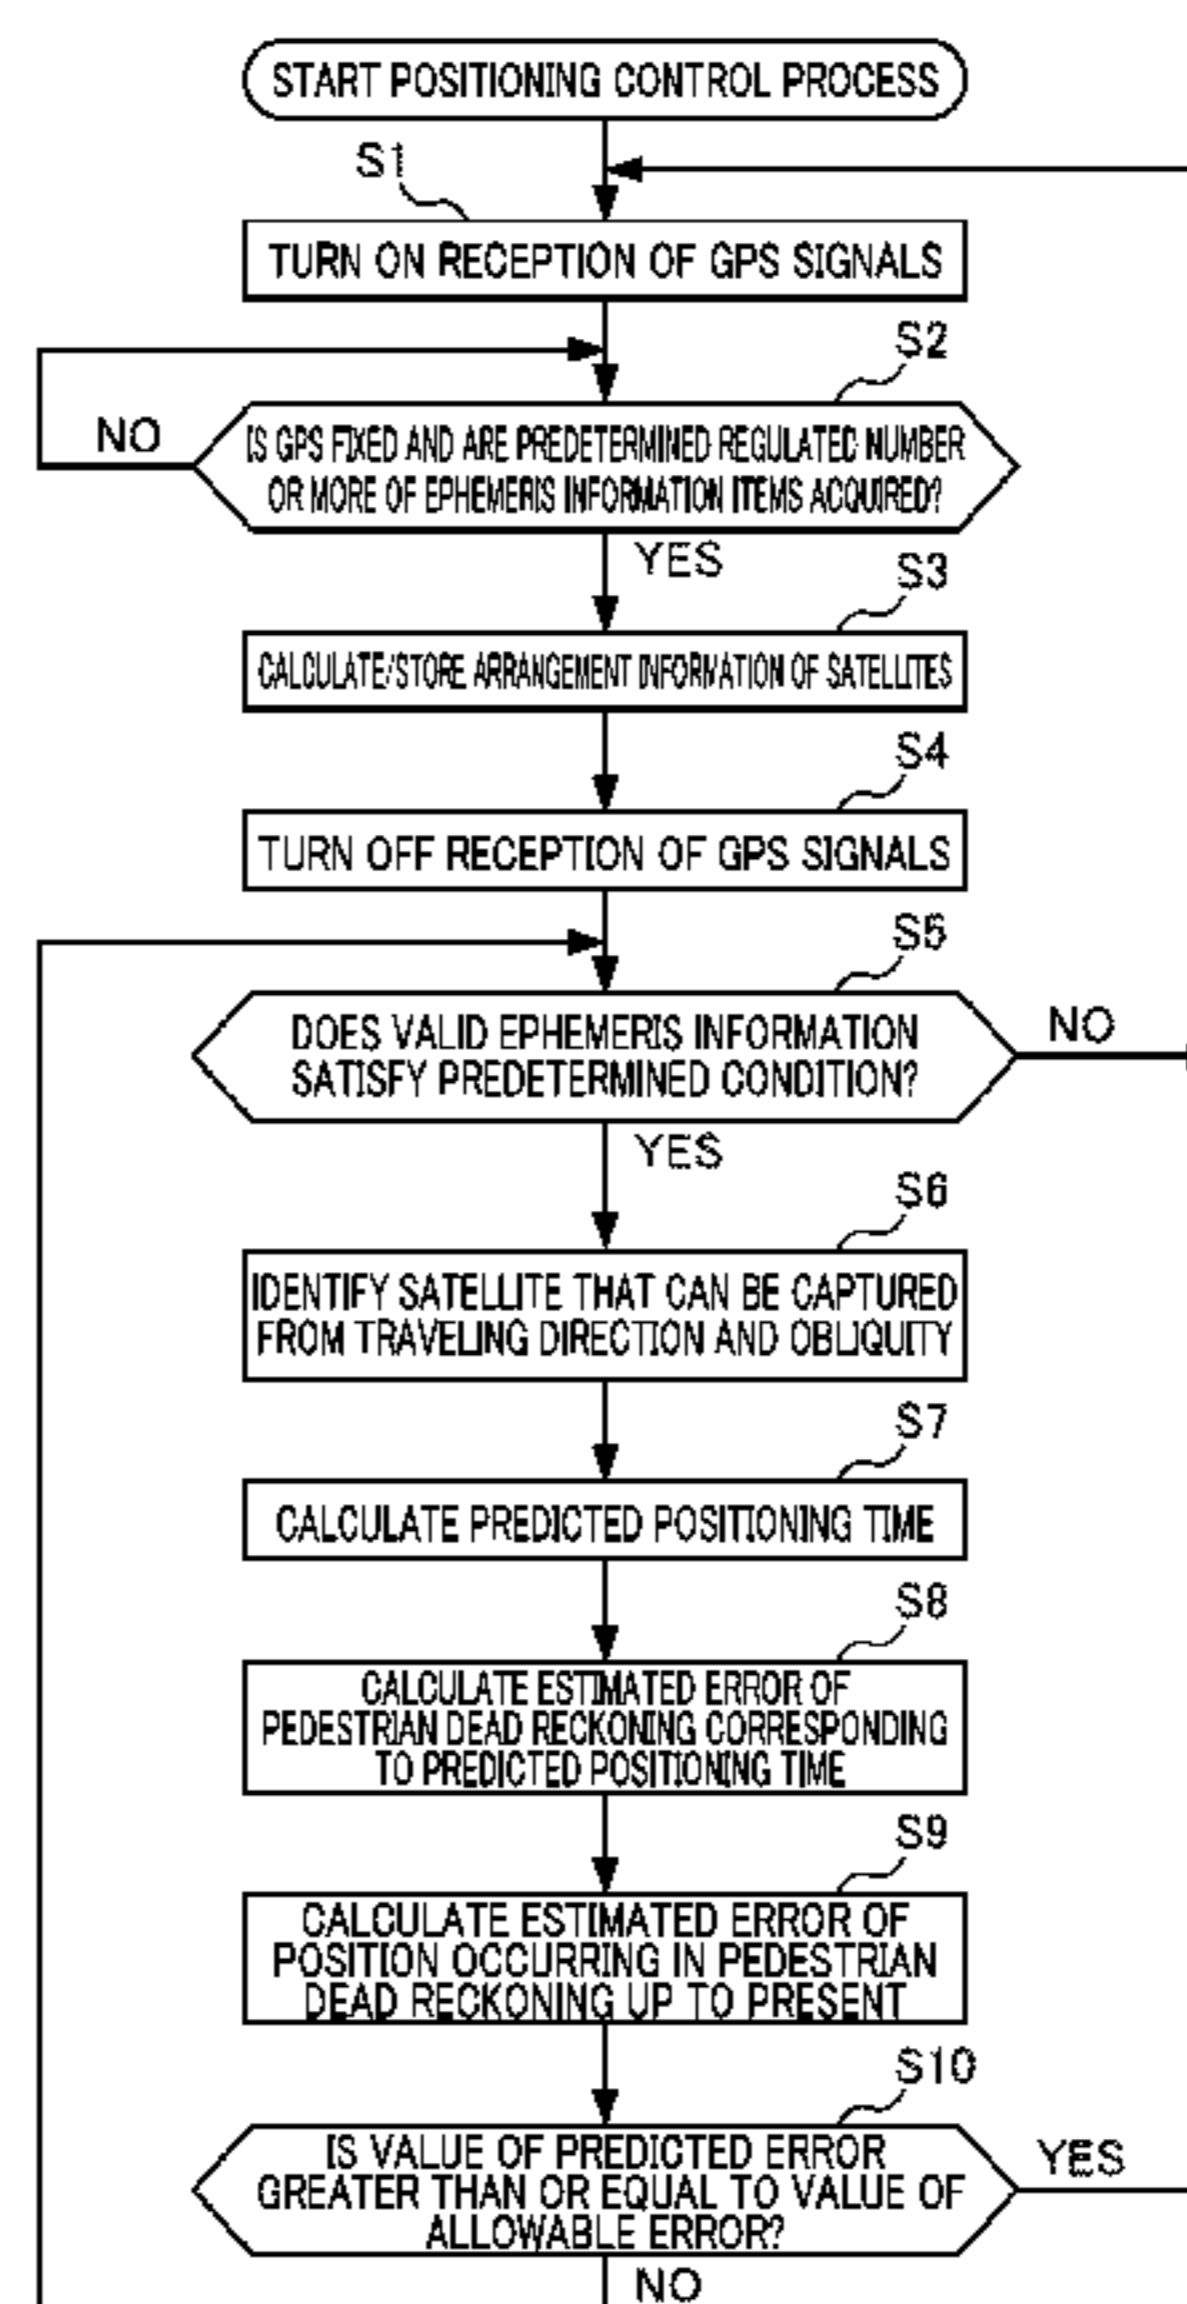 START POSITIONING CONTROL PROCESS
S1
TURN ON RECEPTION OF GPS SIGNALS
S2
NO
IS GPS FIXED AND ARE PREDETERMINED REGULATED NUMBER
OR MORE OF EPHEMERIS INFORMATION ITEMS ACQUIRED?
YES
S3
CALCULATE/STORE ARRANGEMENT INFORMATION OF SATELLITES
S4
TURN OFF RECEPTION OF GPS SIGNALS
S5
DOES VALID EPHEMERIS INFORMATION
SATISFY PREDETERMINED CONDITION?
NO
YES
S6
IDENTIFY SATELLITE THAT CAN BE CAPTURED
FROM TRAVELING DIRECTION AND OBLIQUITY
S7
CALCULATE PREDICTED POSITIONING TIME
S8
CALCULATE ESTIMATED ERROR OF
PEDESTRIAN DEAD RECKONING CORRESPONDING
TO PREDICTED POSITIONING TIME
S9
CALCULATE ESTIMATED ERROR OF
POSITION OCCURRING IN PEDESTRIAN
DEAD RECKONING UP TO PRESENT
S10
IS VALUE OF PREDICTED ERROR
GREATER THAN OR EQUAL TO VALUE OF
ALLOWABLE ERROR?
YES
NO